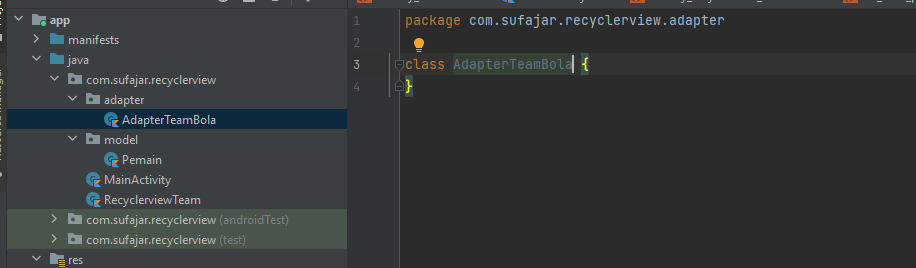 app
manifests
java
com.sufajar.recyclerview
adapter
AdapterTeamBola
model
Pemain
MainActivity
RecyclerviewTeam
com.sufajar.recyclerview (androidTest)
com.sufajar.recyclerview (test)
res
1 package com.sufajar.recyclerview.adapter
2
3 class AdapterTeamBola {
4 }